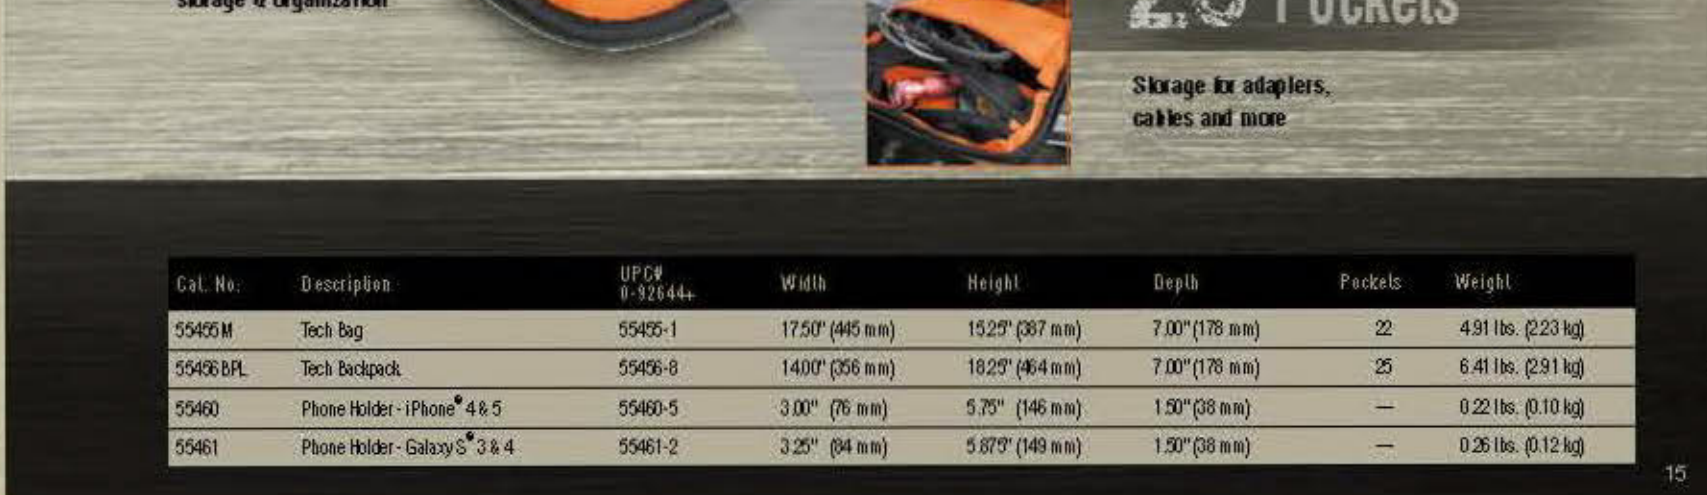 storage & organization
Pockets
Storage for adapters,
cables and more
Cat. No. Description UPC# 0-92644+ Width Height Depth Pockets Weight
55455M Tech Bag 55455-1 17.50" (445 mm) 15.25" (387 mm) 7.00" (178 mm) 22 4.91 lbs. (2.23 kg)
55456BPL Tech Backpack 55456-8 14.00" (356 mm) 18.25" (464 mm) 7.00" (178 mm) 25 6.41 lbs. (2.91 kg)
55460 Phone Holder - iPhone® 4 & 5 55460-5 3.00" (76 mm) 5.75" (146 mm) 1.50" (38 mm) — 0.22 lbs. (0.10 kg)
55461 Phone Holder - Galaxy S® 3 & 4 55461-2 3.25" (84 mm) 5.875" (149 mm) 1.50" (38 mm) — 0.26 lbs. (0.12 kg)
15